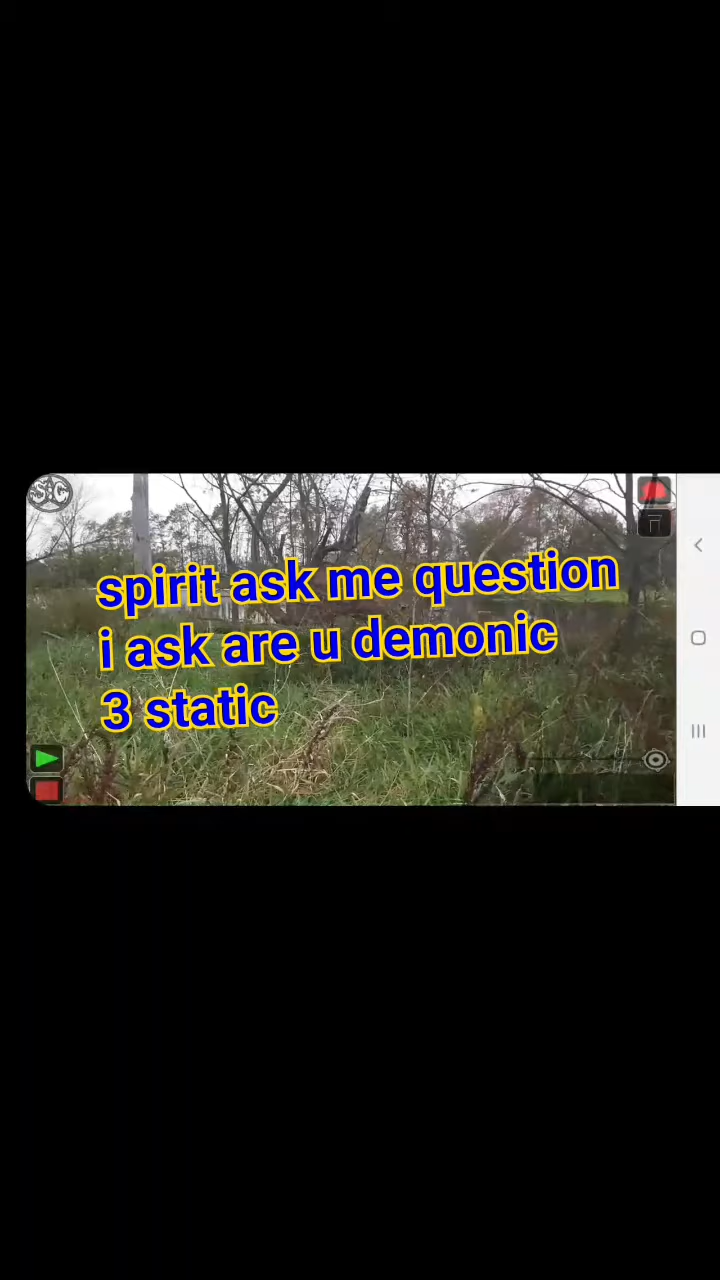 spirit ask me question
i ask are u demonic
3 static